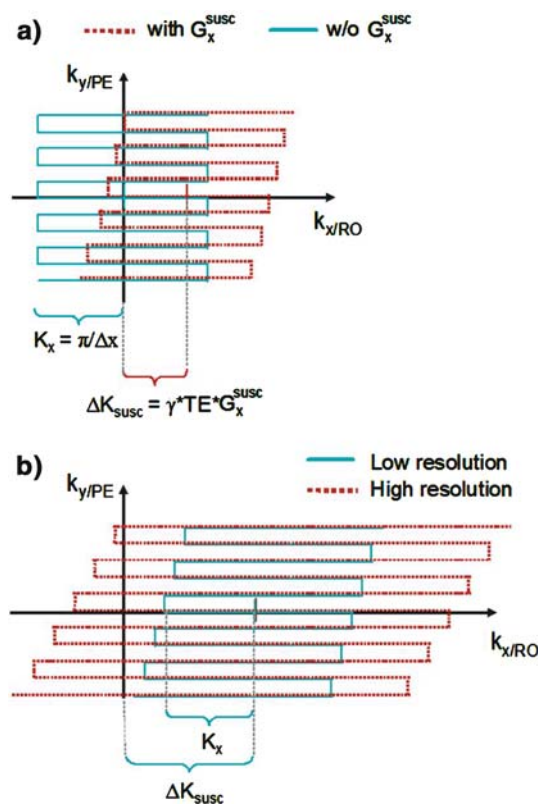 a)
with G_x^susc w/o G_x^susc
k_y/PE
k_x/RO
K_x = π/Δx
ΔK_susc = γ*TE*G_x^susc
b)
Low resolution
High resolution
k_y/PE
k_x/RO
K_x
ΔK_susc